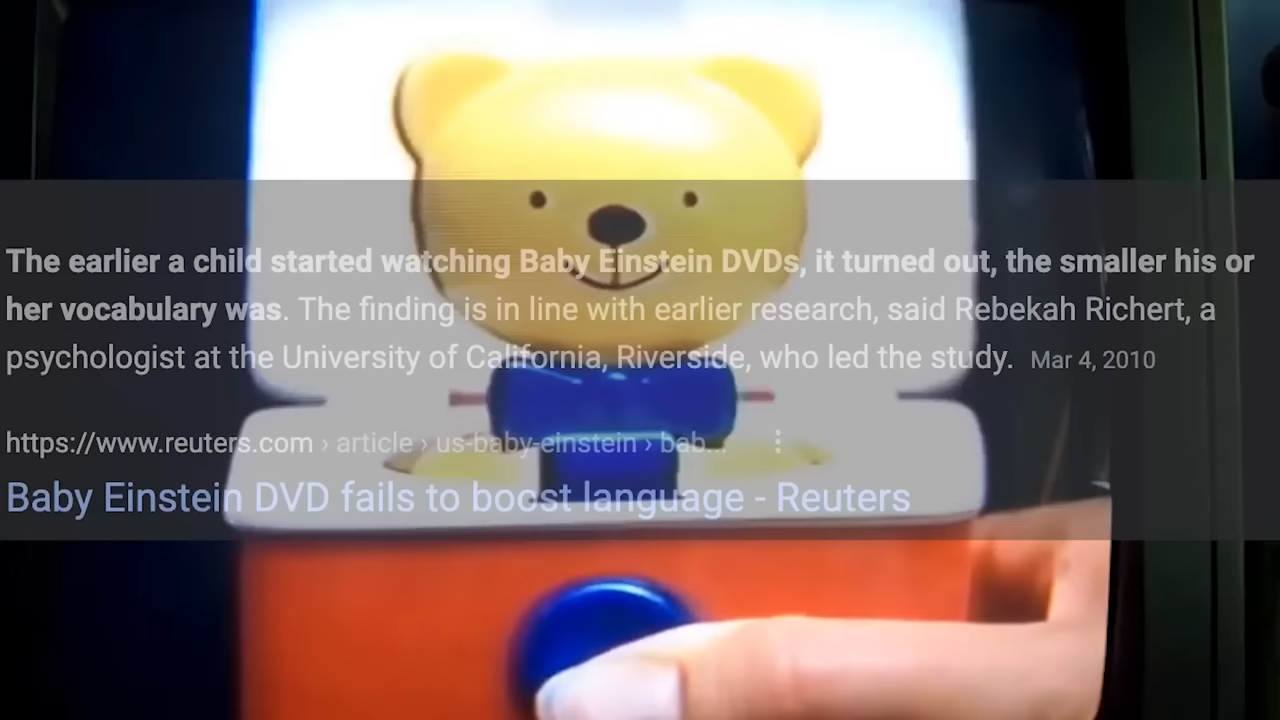 The earlier a child started watching Baby Einstein DVDs, it turned out, the smaller his or
her vocabulary was. The finding is in line with earlier research, said Rebekah Richert, a
psychologist at the University of California, Riverside, who led the study. Mar 4, 2010
https://www.reuters.com › article › us-baby-einstein › bab...
Baby Einstein DVD fails to boost language - Reuters